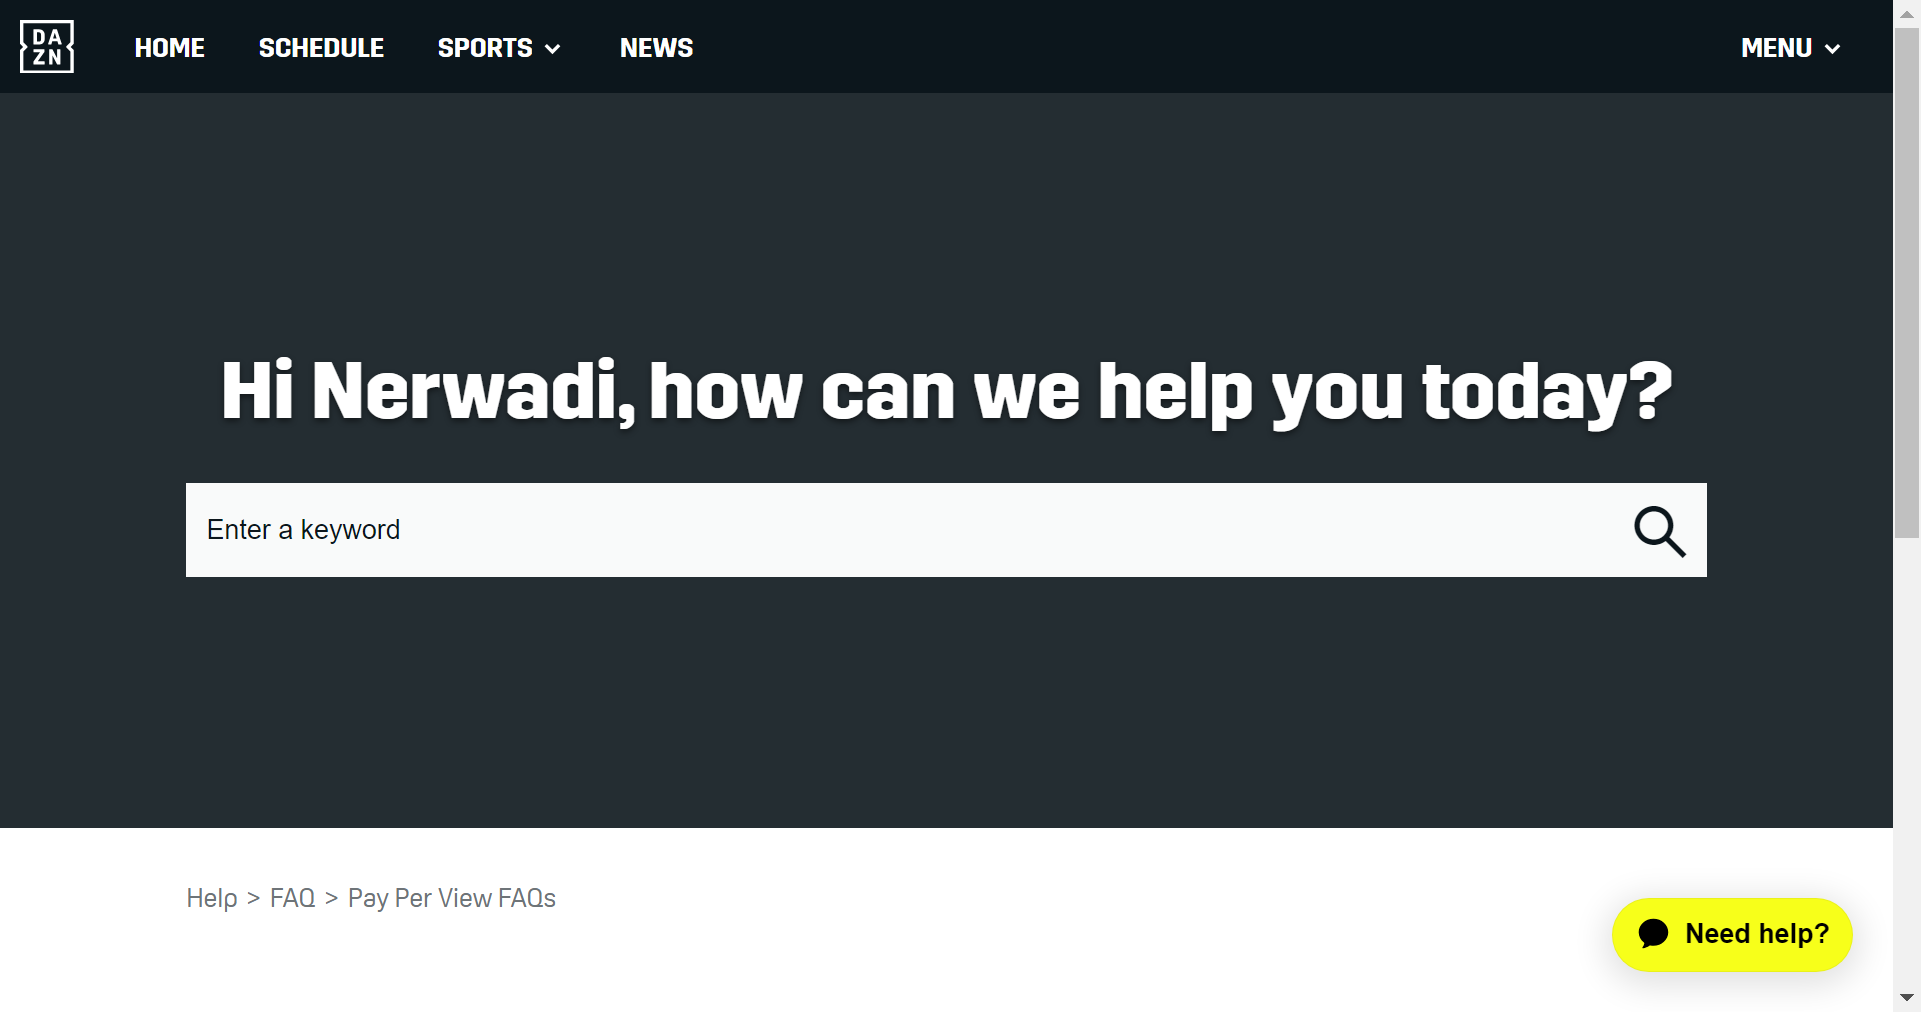 DA
ZN
HOME SCHEDULE SPORTS NEWS MENU
Hi Nerwadi, how can we help you today?
Enter a keyword
Help > FAQ > Pay Per View FAQs
Need help?